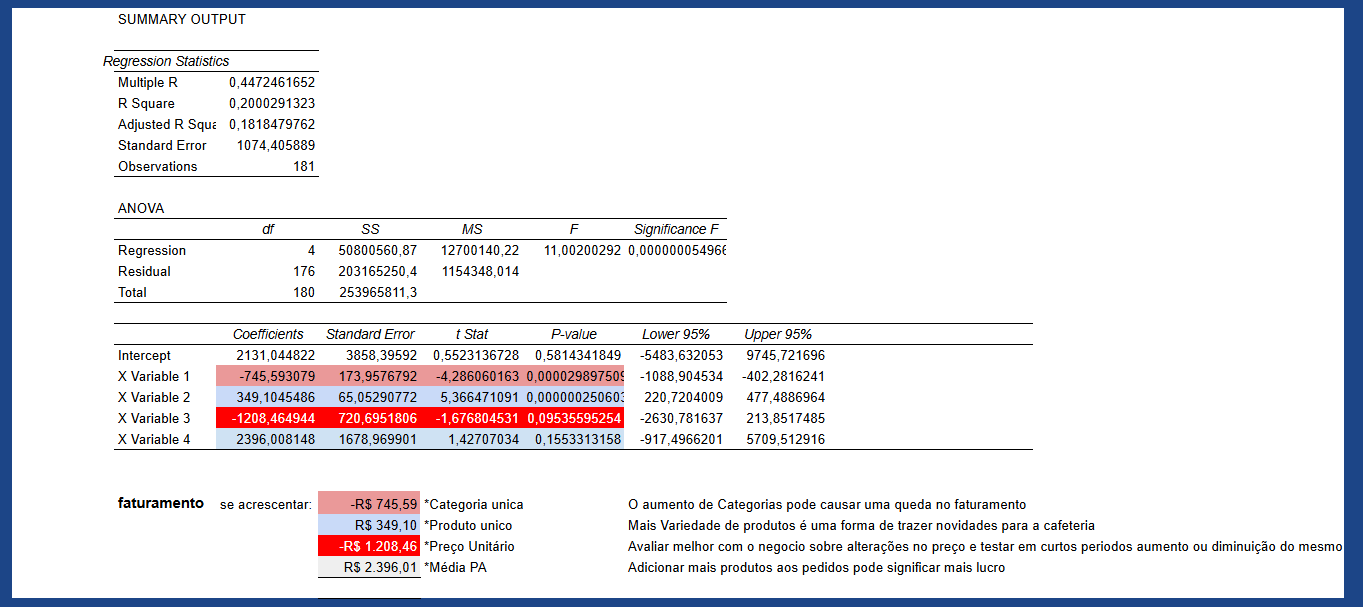 SUMMARY OUTPUT
Regression Statistics
Multiple R 0,4472461652
R Square 0,2000291323
Adjusted R Squa 0,1818479762
Standard Error 1074,405889
Observations 181
ANOVA
df SS MS F Significance F
Regression 4 50800560,87 12700140,22 11,00200292 0,000000054966
Residual 176 203165250,4 1154348,014
Total 180 253965811,3
Coefficients Standard Error t Stat P-value Lower 95% Upper 95%
Intercept 2131,044822 3858,39592 0,5523136728 0,5814341849 -5483,632053 9745,721696
X Variable 1 -745,593079 173,9576792 -4,286060163 0,000029897509 -1088,904534 -402,2816241
X Variable 2 349,1045486 65,05290772 5,366471091 0,000000250603 220,7204009 477,4886964
X Variable 3 -1208,464944 720,6951806 -1,676804531 0,09535595254 -2630,781637 213,8517485
X Variable 4 2396,008148 1678,969901 1,42707034 0,1553313158 -917,4966201 5709,512916
faturamento se acrescentar: -R$ 745,59 *Categoria unica O aumento de Categorias pode causar uma queda no faturamento
R$ 349,10 *Produto unico Mais Variedade de produtos é uma forma de trazer novidades para a cafeteria
-R$ 1.208,46 *Preço Unitário Avaliar melhor com o negocio sobre alterações no preço e testar em curtos periodos aumento ou diminuição do mesmo
R$ 2.396,01 *Média PA Adicionar mais produtos aos pedidos pode significar mais lucro